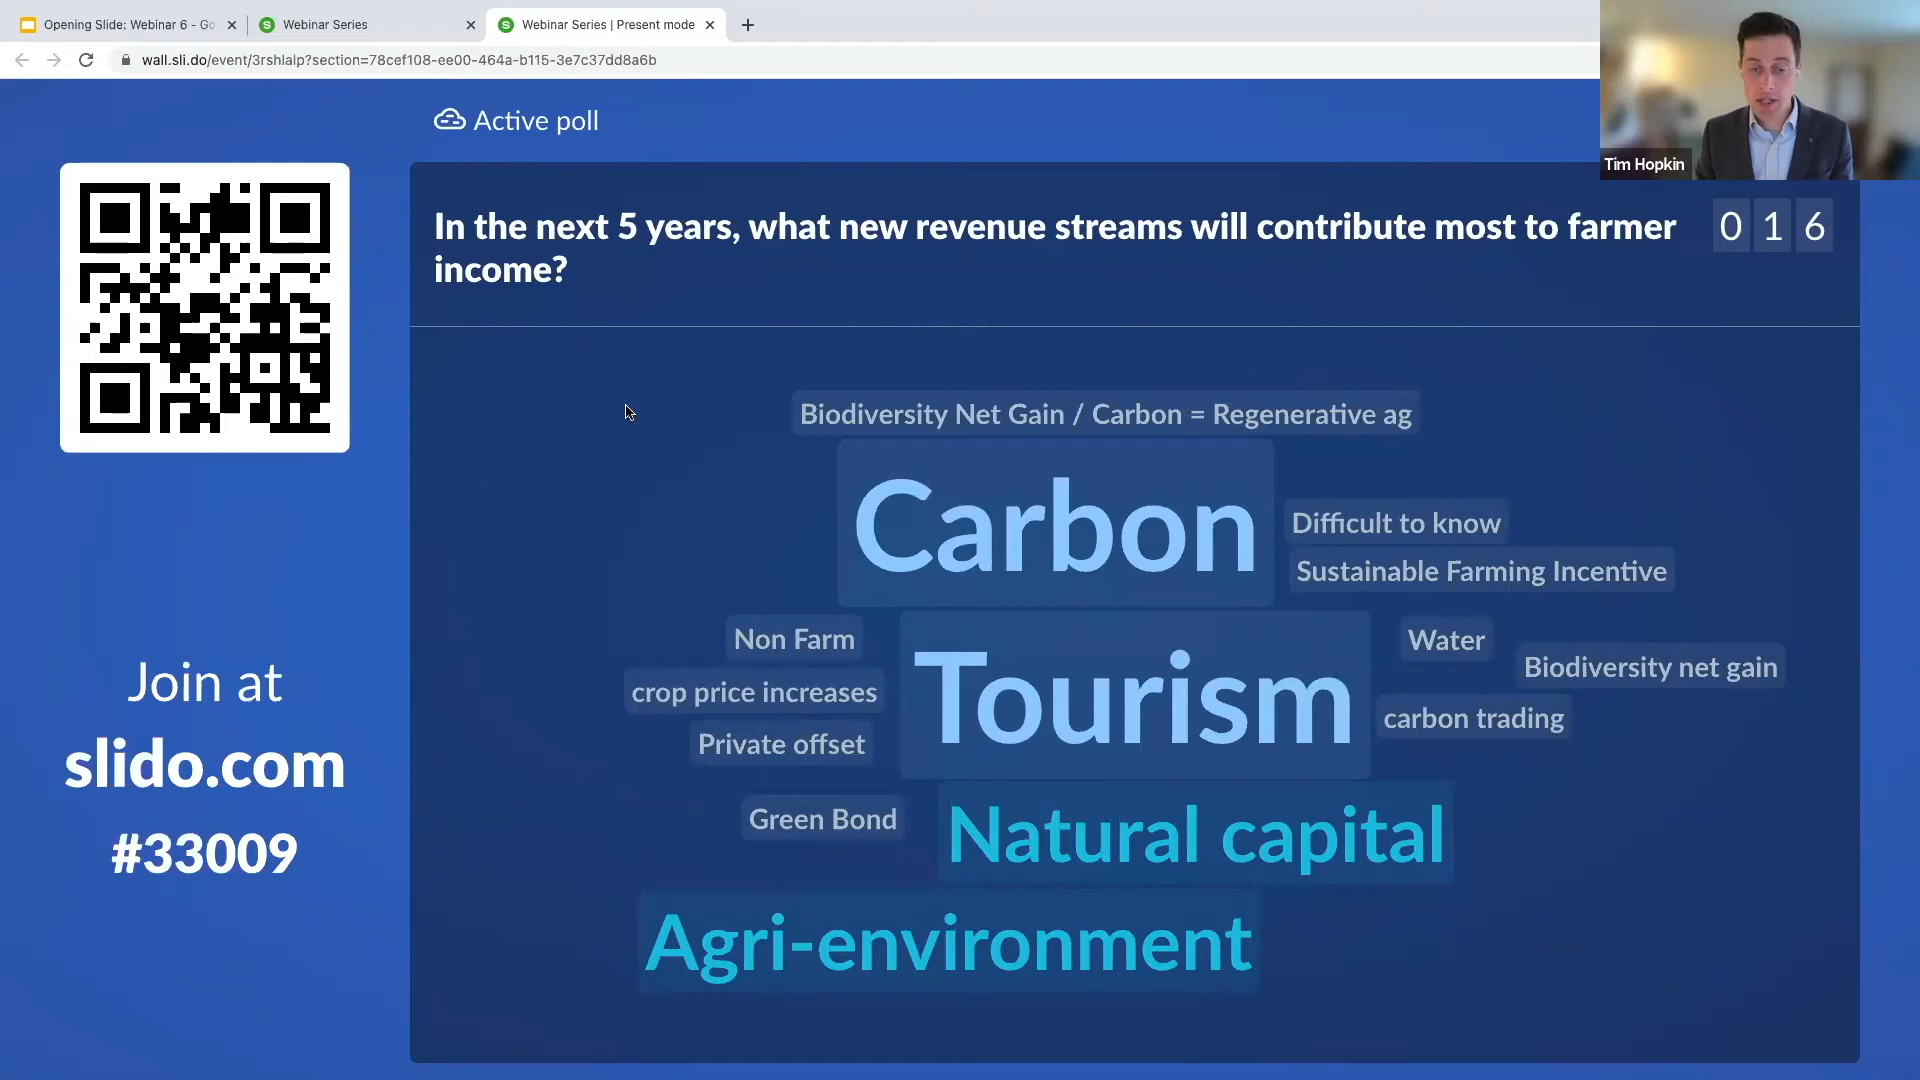 Opening Slide: Webinar 6 - Go
Webinar Series
Webinar Series | Present mode
wall.sli.do/event/3rshlalp?section=78cef108-ee00-464a-b115-3e7c37dd8a6b
Tim Hopkin
Active poll
In the next 5 years, what new revenue streams will contribute most to farmer
income?
016
Biodiversity Net Gain / Carbon = Regenerative ag
Carbon
Difficult to know
Sustainable Farming Incentive
Non Farm
Water
Biodiversity net gain
crop price increases
Tourism
carbon trading
Private offset
Green Bond
Natural capital
Agri-environment
Join at
slido.com
#33009